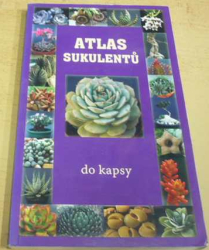 ATLAS
SUKULENTŮ
do kapsy